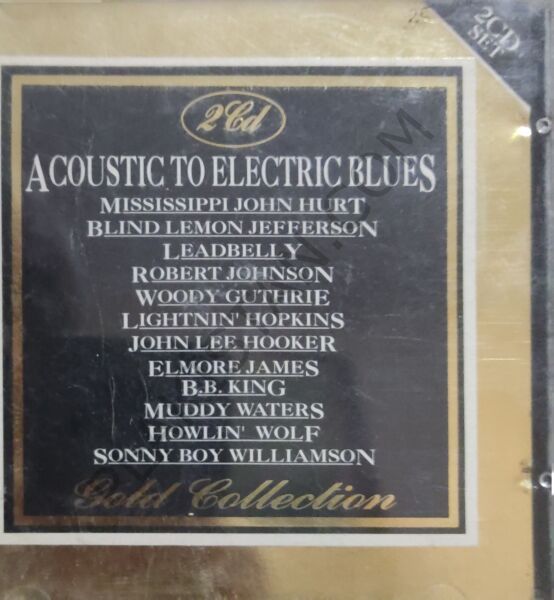 2CD
SET
2Cd
ACOUSTIC TO ELECTRIC BLUES
MISSISSIPPI JOHN HURT
BLIND LEMON JEFFERSON
LEADBELLY
ROBERT JOHNSON
WOODY GUTHRIE
LIGHTNIN' HOPKINS
JOHN LEE HOOKER
ELMORE JAMES
B.B. KING
MUDDY WATERS
HOWLIN' WOLF
SONNY BOY WILLIAMSON
Gold Collection